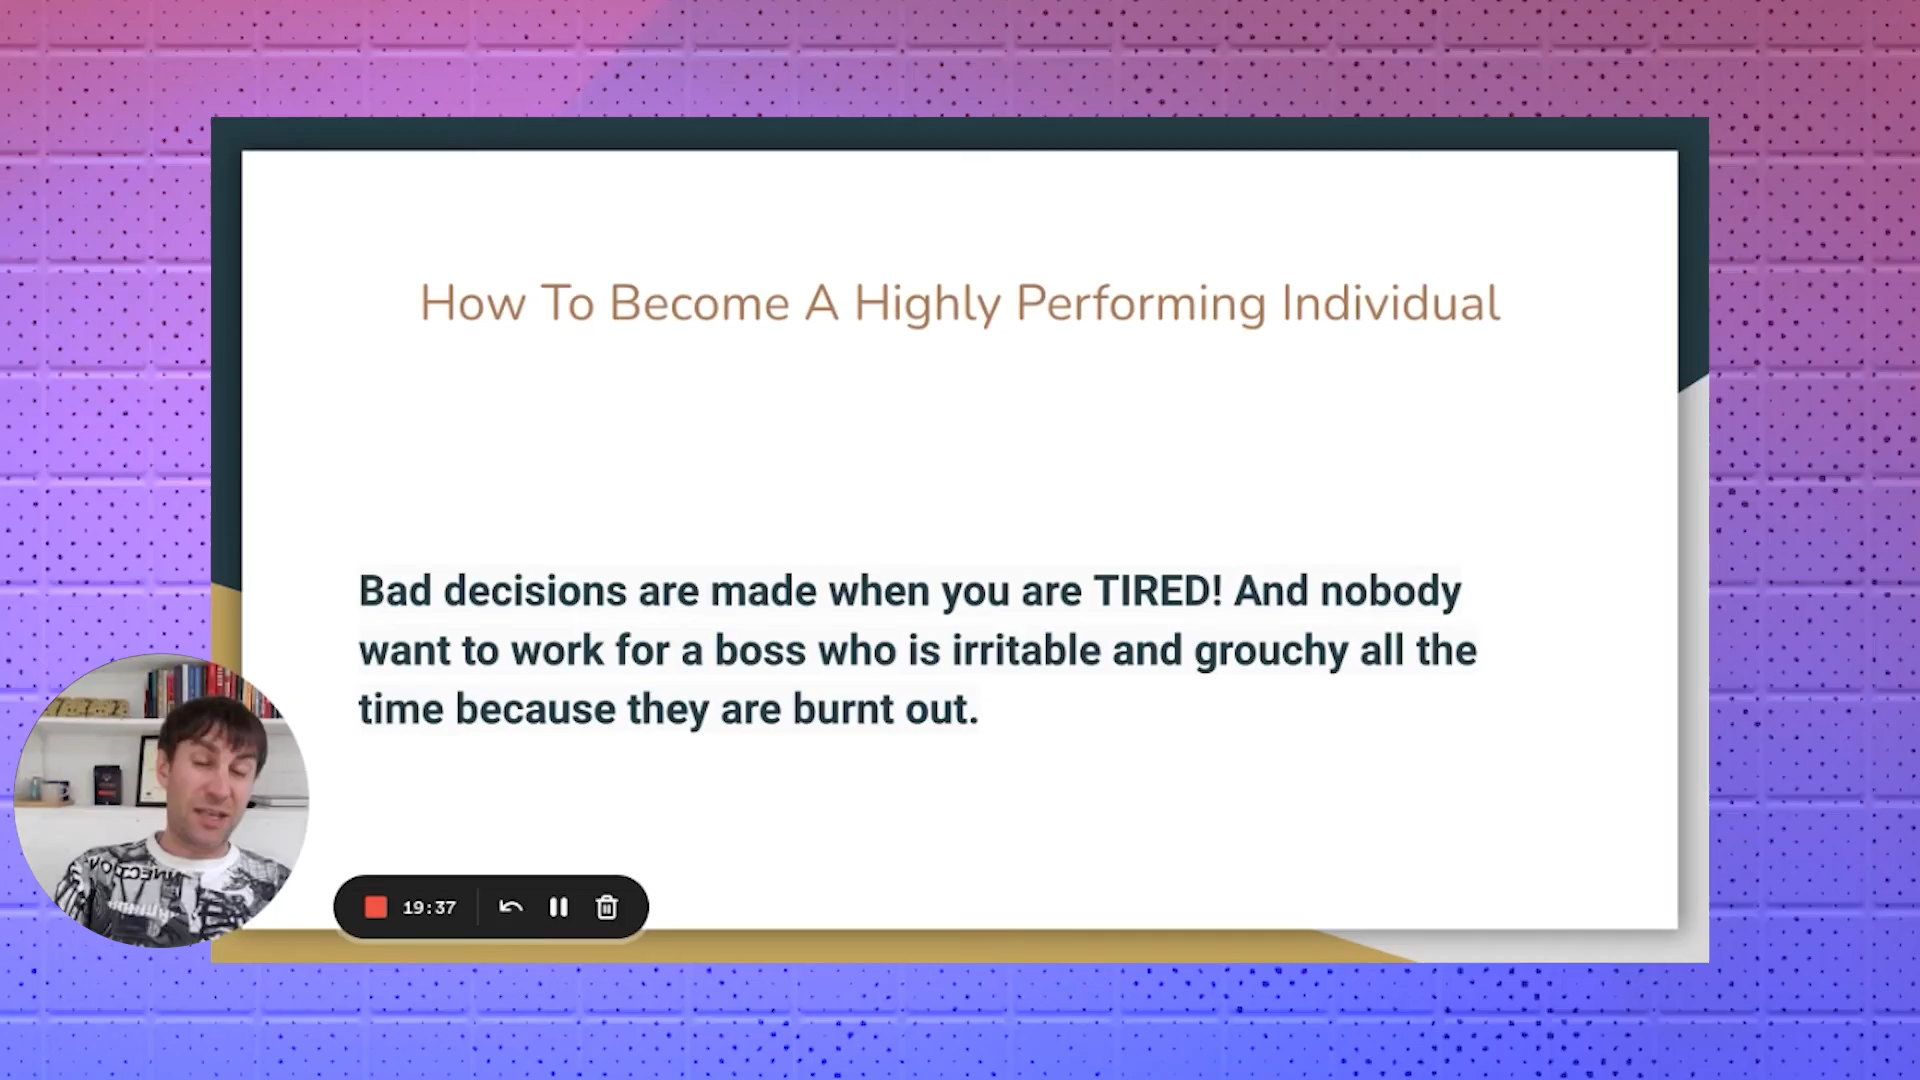 How To Become A Highly Performing Individual
Bad decisions are made when you are TIRED! And nobody
want to work for a boss who is irritable and grouchy all the
time because they are burnt out.
19:37